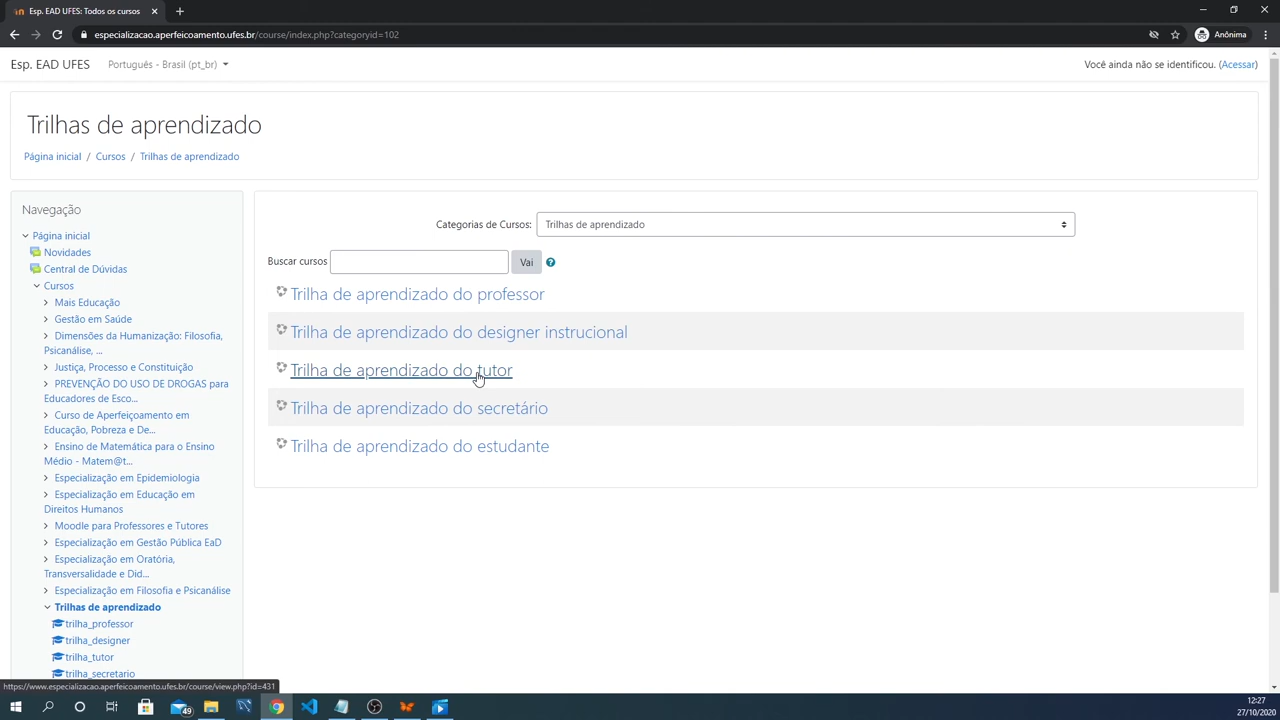 Esp. EAD UFES: Todos os cursos
especializacao.aperfeicoamento.ufes.br/course/index.php?categoryid=102
Anônima
Esp. EAD UFES
Português - Brasil (pt_br)
Você ainda não se identificou. (Acessar)
Trilhas de aprendizado
Página inicial / Cursos / Trilhas de aprendizado
Navegação
Página inicial
Novidades
Central de Dúvidas
Cursos
Mais Educação
Gestão em Saúde
Dimensões da Humanização: Filosofia,
Psicanálise, ...
Justiça, Processo e Constituição
PREVENÇÃO DO USO DE DROGAS para
Educadores de Esco...
Curso de Aperfeiçoamento em
Educação, Pobreza e De...
Ensino de Matemática para o Ensino
Médio - Matem@t...
Especialização em Epidemiologia
Especialização em Educação em
Direitos Humanos
Moodle para Professores e Tutores
Especialização em Gestão Pública EaD
Especialização em Oratória,
Transversalidade e Did...
Especialização em Filosofia e Psicanálise
Trilhas de aprendizado
trilha_professor
trilha_designer
trilha_tutor
trilha_secretario
Categorias de Cursos: Trilhas de aprendizado
Buscar cursos Vai
Trilha de aprendizado do professor
Trilha de aprendizado do designer instrucional
Trilha de aprendizado do tutor
Trilha de aprendizado do secretário
Trilha de aprendizado do estudante
https://www.especializacao.aperfeicoamento.ufes.br/course/view.php?id=431
49
12:27
27/10/2020